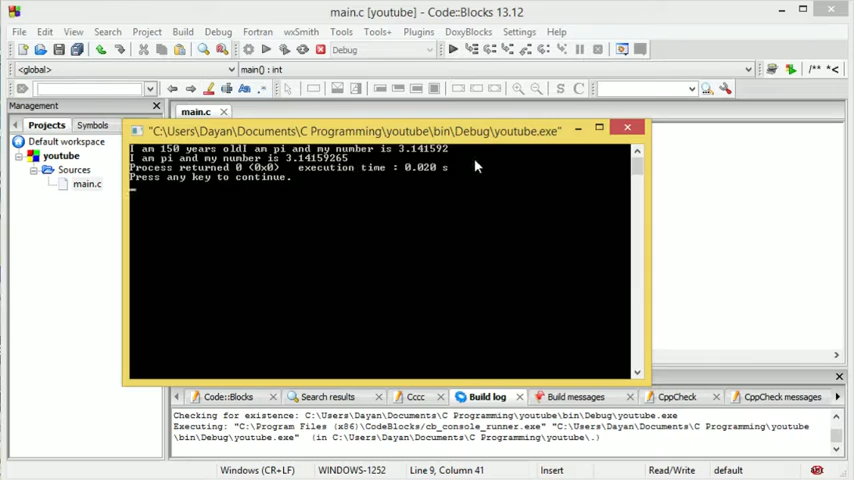 main.c [youtube] - Code::Blocks 13.12
File Edit View Search Project Build Debug Fortran wxSmith Tools Tools+ Plugins DoxyBlocks Settings Help
Debug
<global> main() : int /** *<
Aa S C
Management
main.c
Projects Symbols
Default workspace
youtube
Sources
main.c
"C:\Users\Dayan\Documents\C Programming\youtube\bin\Debug\youtube.exe"
I am 150 years oldI am pi and my number is 3.141592
I am pi and my number is 3.14159265
Process returned 0 (0x0)   execution time : 0.020 s
Press any key to continue.
Code::Blocks Search results Cccc Build log Build messages CppCheck CppCheck messages
Checking for existence: C:\Users\Dayan\Documents\C Programming\youtube\bin\Debug\youtube.exe
Executing: "C:\Program Files (x86)\CodeBlocks/cb_console_runner.exe" "C:\Users\Dayan\Documents\C Programming\youtube
\bin\Debug\youtube.exe"  (in C:\Users\Dayan\Documents\C Programming\youtube\.)
Windows (CR+LF) WINDOWS-1252 Line 9, Column 41 Insert Read/Write default